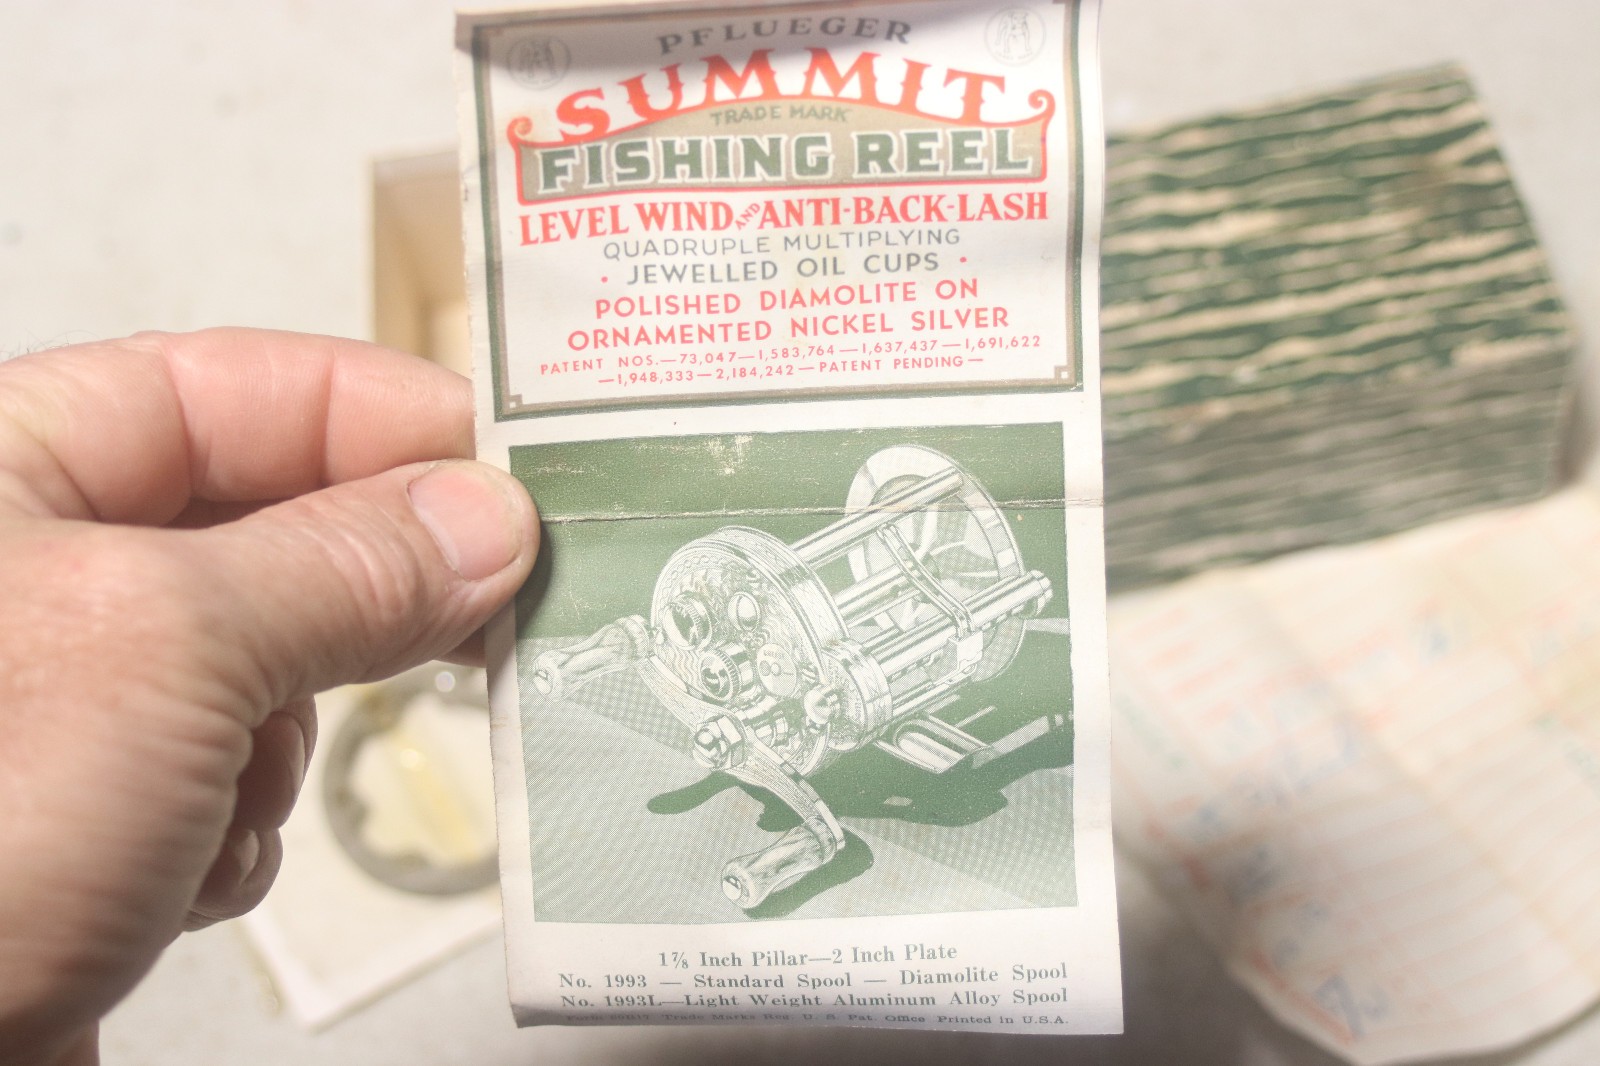 PFLUEGER
SUMMIT
TRADE MARK
FISHING REEL
LEVEL WIND AND ANTI-BACK-LASH
QUADRUPLE MULTIPLYING
• JEWELLED OIL CUPS •
POLISHED DIAMOLITE ON
ORNAMENTED NICKEL SILVER
PATENT NOS.—73,047—1,583,764—1,637,437—1,691,622
—1,948,333—2,184,242—PATENT PENDING—
1⅞ Inch Pillar—2 Inch Plate
No. 1993 — Standard Spool — Diamolite Spool
No. 1993L—Light Weight Aluminum Alloy Spool
Trade Marks Reg. U. S. Pat. Office Printed in U.S.A.